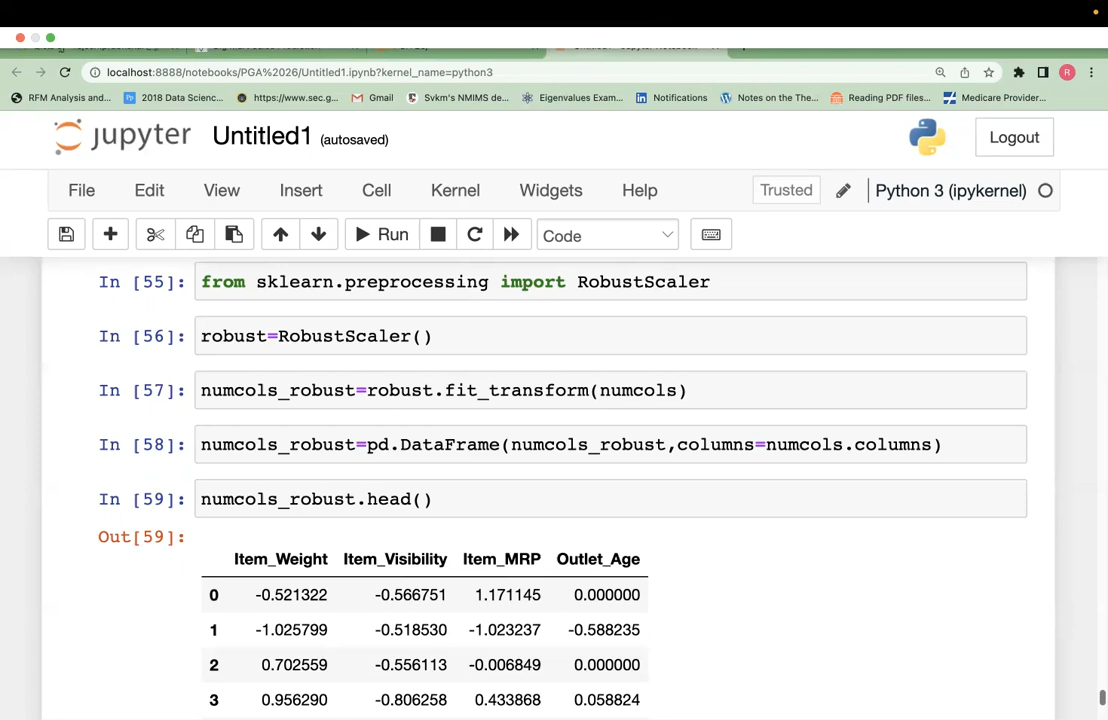 localhost:8888/notebooks/PGA%2026/Untitled1.ipynb?kernel_name=python3
R
RFM Analysis and... 2018 Data Scienc... https://www.sec.g... Gmail Svkm's NMIMS de... Eigenvalues Exam... Notifications Notes on the The... Reading PDF files... Medicare Provider...
jupyter Untitled1 (autosaved) Logout
File Edit View Insert Cell Kernel Widgets Help Trusted Python 3 (ipykernel)
Run Code
In [55]: from sklearn.preprocessing import RobustScaler
In [56]: robust=RobustScaler()
In [57]: numcols_robust=robust.fit_transform(numcols)
In [58]: numcols_robust=pd.DataFrame(numcols_robust,columns=numcols.columns)
In [59]: numcols_robust.head()
Out[59]:
Item_Weight Item_Visibility Item_MRP Outlet_Age
0 -0.521322 -0.566751 1.171145 0.000000
1 -1.025799 -0.518530 -1.023237 -0.588235
2 0.702559 -0.556113 -0.006849 0.000000
3 0.956290 -0.806258 0.433868 0.058824